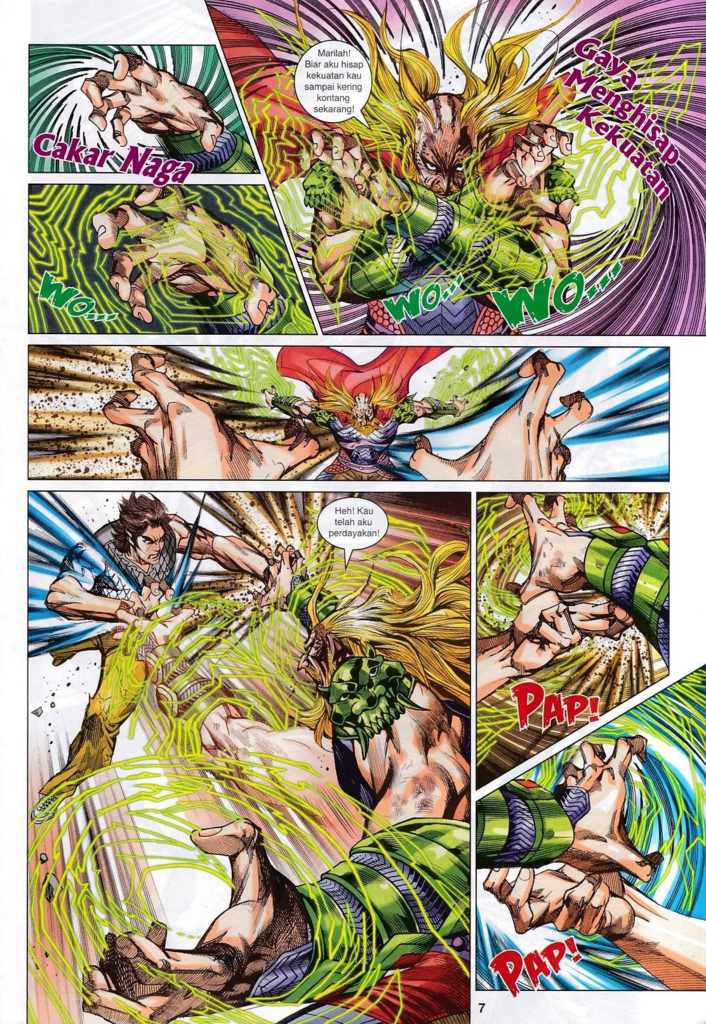 Cakar Naga
WO...
Marilah!
Biar aku hisap
kekuatan kau
sampai kering
kontang
sekarang!
Gaya
Menghisap
Kekuatan
WO...
WO...
Heh! Kau
telah aku
perdayakan!
PAP!
PAP!
7